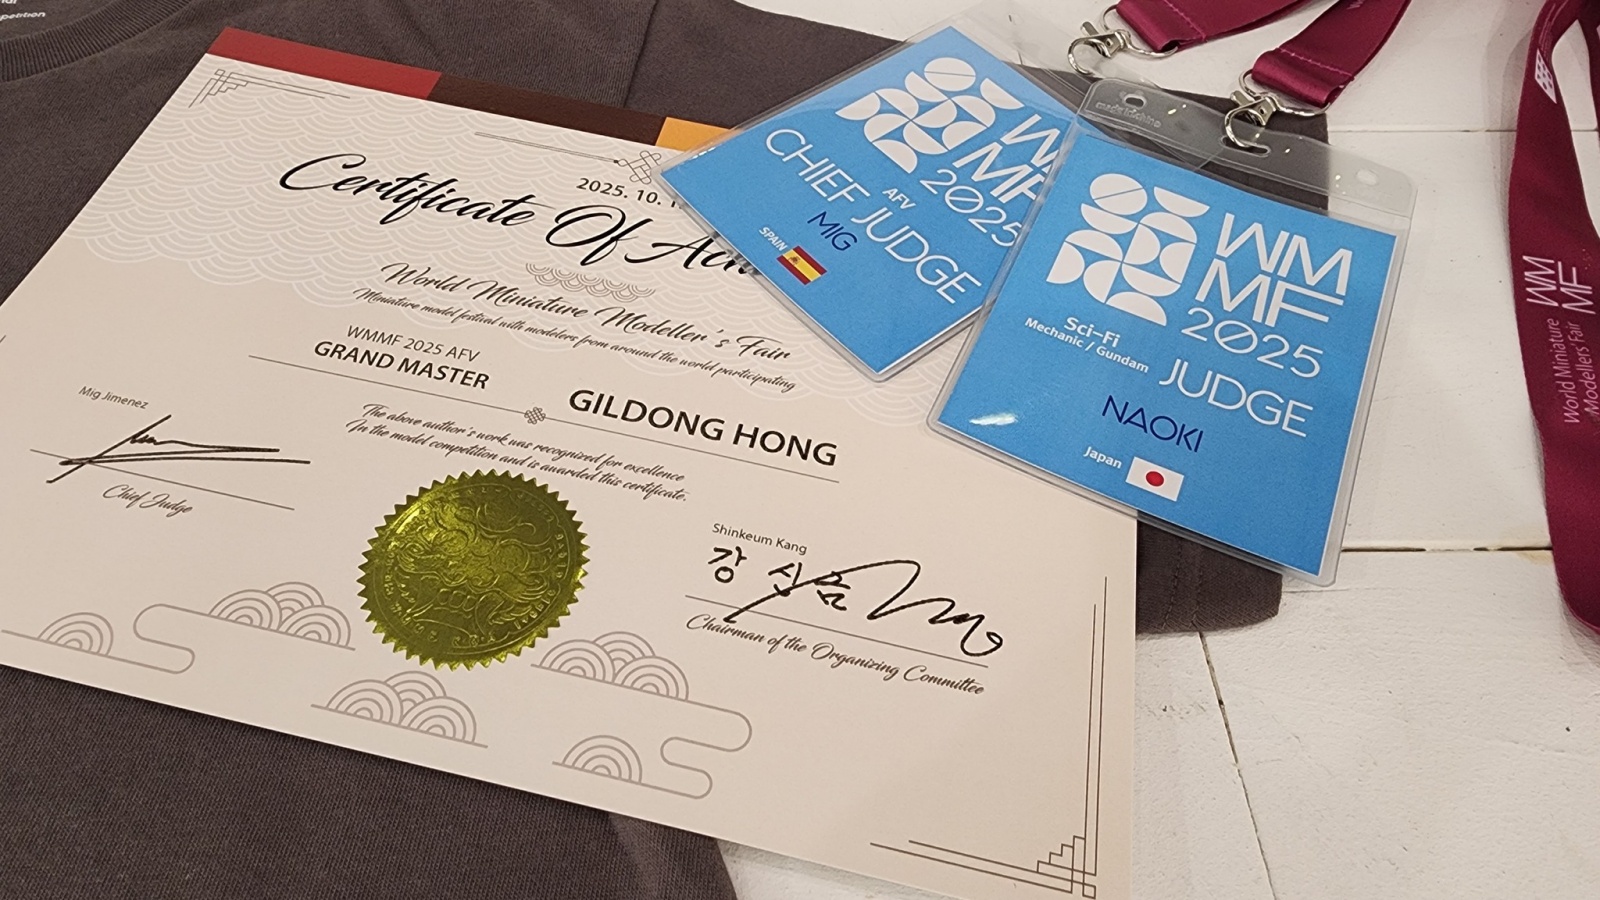 petition
2025. 10.
Certificate Of
World Miniature Modeller's Fair
Miniature model festival with modelers from around the world participating
WMMF 2025 AFV
GRAND MASTER
GILDONG HONG
The above author's work was recognized for excellence
In the model competition and is awarded this certificate.
Mig Jimenez
Chief Judge
Shinkeum Kang
강
Chairman of the Organizing Committee
WM
MF
2025
AFV
CHIEF JUDGE
MIG
SPAIN
made in china
WM
MF
2025
Sci-Fi
Mechanic / Gundam
JUDGE
NAOKI
Japan
WM
MF
World Miniature
Modellers' Fair